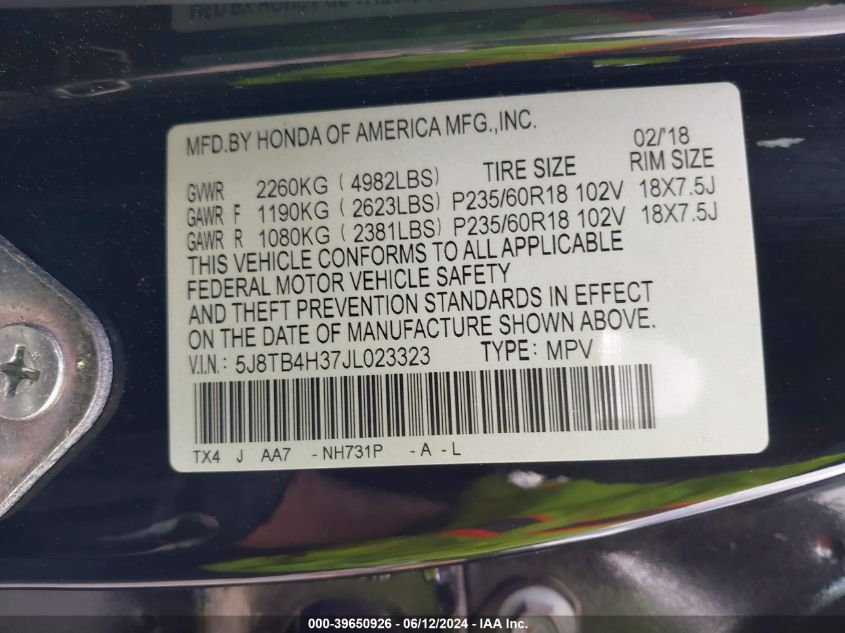 MFD.BY HONDA OF AMERICA MFG.,INC. 02/'18
TIRE SIZE RIM SIZE
GVWR 2260KG ( 4982LBS)
GAWR F 1190KG ( 2623LBS) P235/60R18 102V 18X7.5J
GAWR R 1080KG ( 2381LBS) P235/60R18 102V 18X7.5J
THIS VEHICLE CONFORMS TO ALL APPLICABLE
FEDERAL MOTOR VEHICLE SAFETY
AND THEFT PREVENTION STANDARDS IN EFFECT
ON THE DATE OF MANUFACTURE SHOWN ABOVE.
V.I.N.: 5J8TB4H37JL023323 TYPE: MPV
TX4 J AA7 -NH731P -A-L
000-39650926 - 06/12/2024 - IAA Inc.